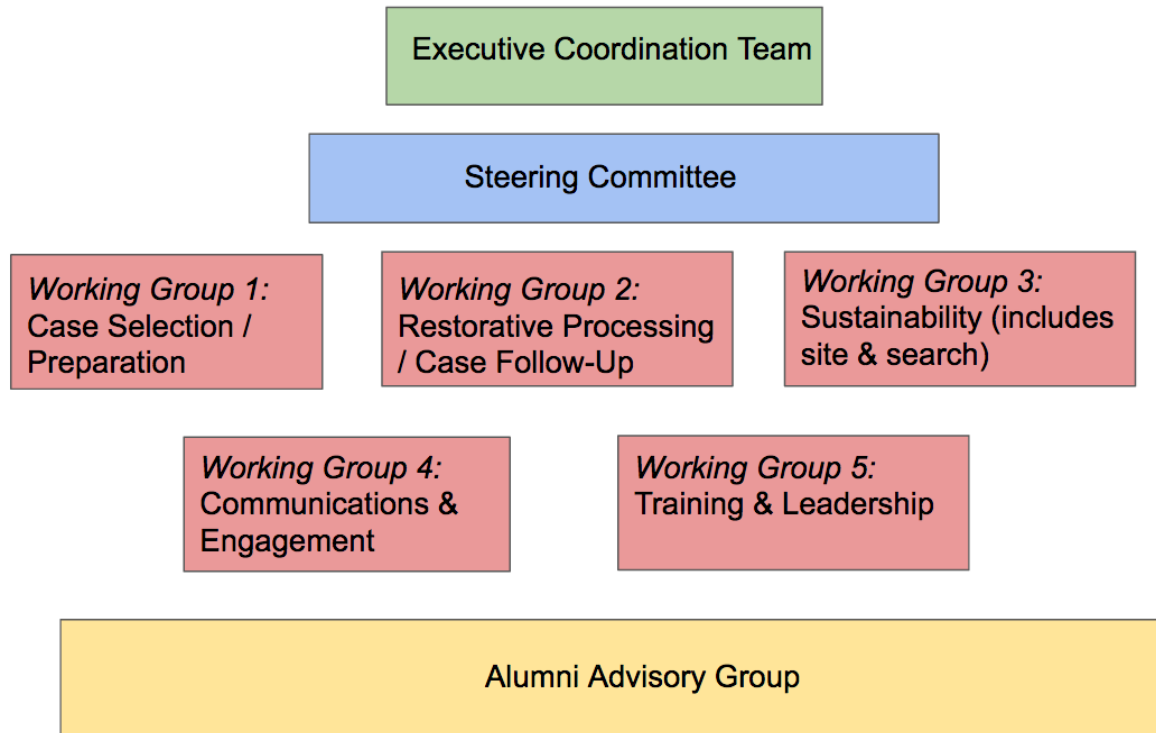 Executive Coordination Team
Steering Committee
Working Group 1:
Case Selection /
Preparation
Working Group 2:
Restorative Processing
/ Case Follow-Up
Working Group 3:
Sustainability (includes
site & search)
Working Group 4:
Communications &
Engagement
Working Group 5:
Training & Leadership
Alumni Advisory Group